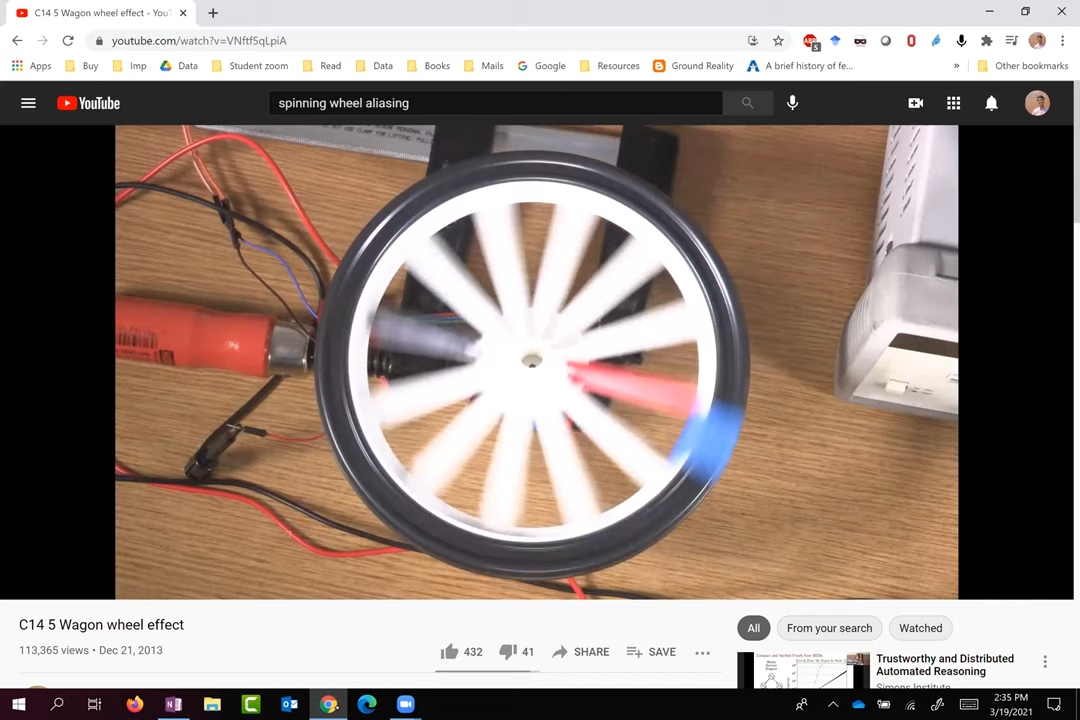 C14 5 Wagon wheel effect - You
youtube.com/watch?v=VNftf5qLpiA
Apps Buy Imp Data Student zoom Read Data Books Mails Google Resources Ground Reality A brief history of fe... » Other bookmarks
YouTube
spinning wheel aliasing
C14 5 Wagon wheel effect
113,365 views • Dec 21, 2013
432 41 SHARE SAVE
All From your search Watched
Trustworthy and Distributed
Automated Reasoning
Simons Institute
2:35 PM
3/19/2021